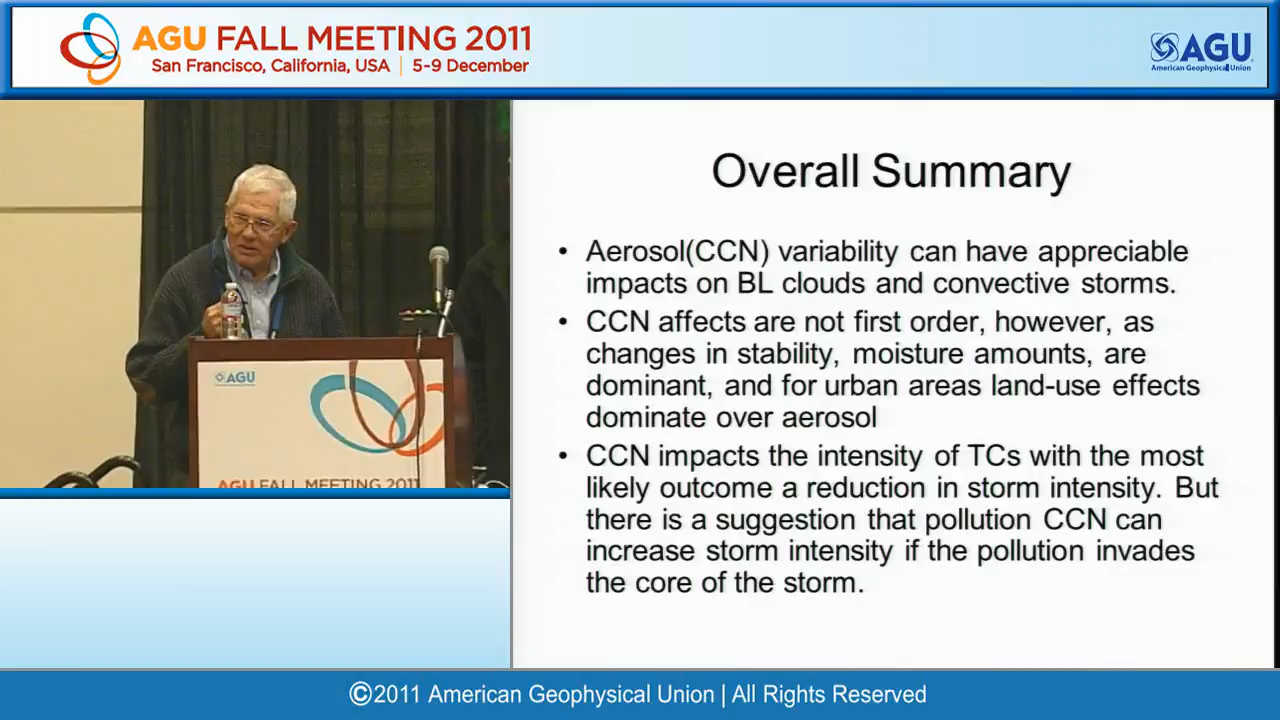 AGU FALL MEETING 2011
San Francisco, California, USA | 5-9 December
AGU
American Geophysical Union
Overall Summary
• Aerosol(CCN) variability can have appreciable
impacts on BL clouds and convective storms.
• CCN affects are not first order, however, as
changes in stability, moisture amounts, are
dominant, and for urban areas land-use effects
dominate over aerosol
• CCN impacts the intensity of TCs with the most
likely outcome a reduction in storm intensity. But
there is a suggestion that pollution CCN can
increase storm intensity if the pollution invades
the core of the storm.
AGU
AGU FALL MEETING 2011
©2011 American Geophysical Union | All Rights Reserved